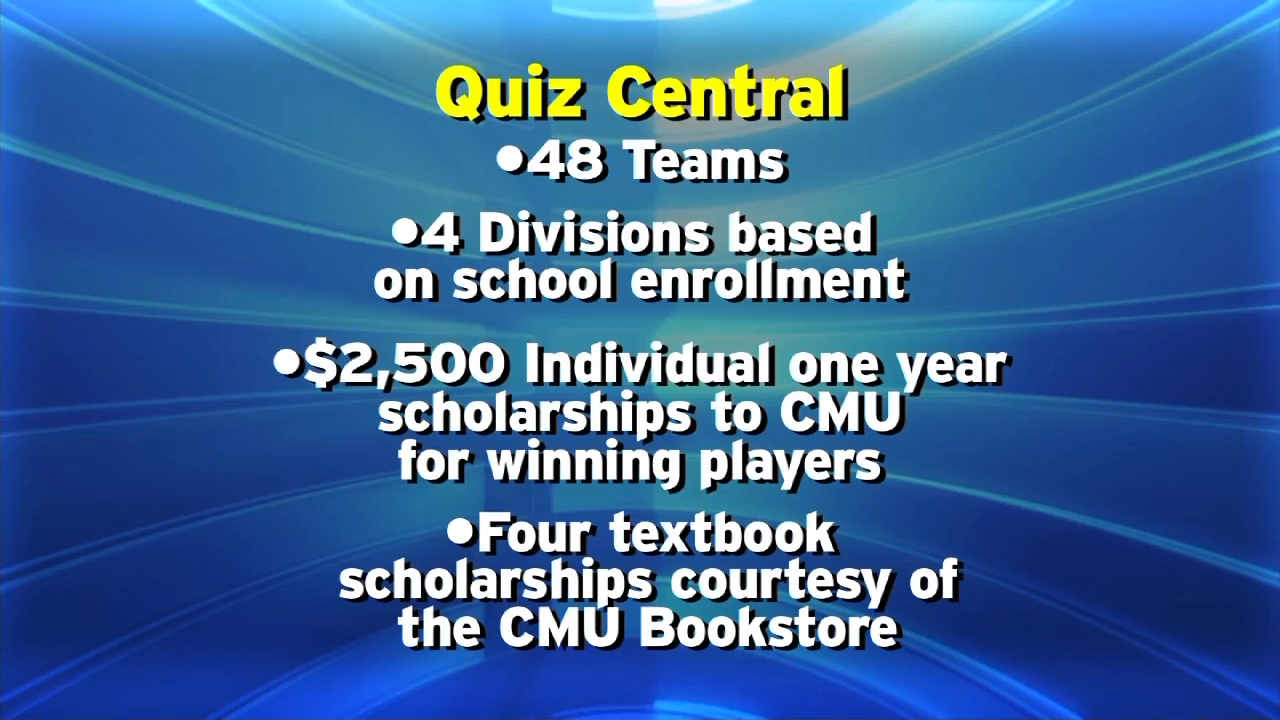 Quiz Central
•48 Teams
•4 Divisions based
on school enrollment
•$2,500 Individual one year
scholarships to CMU
for winning players
•Four textbook
scholarships courtesy of
the CMU Bookstore